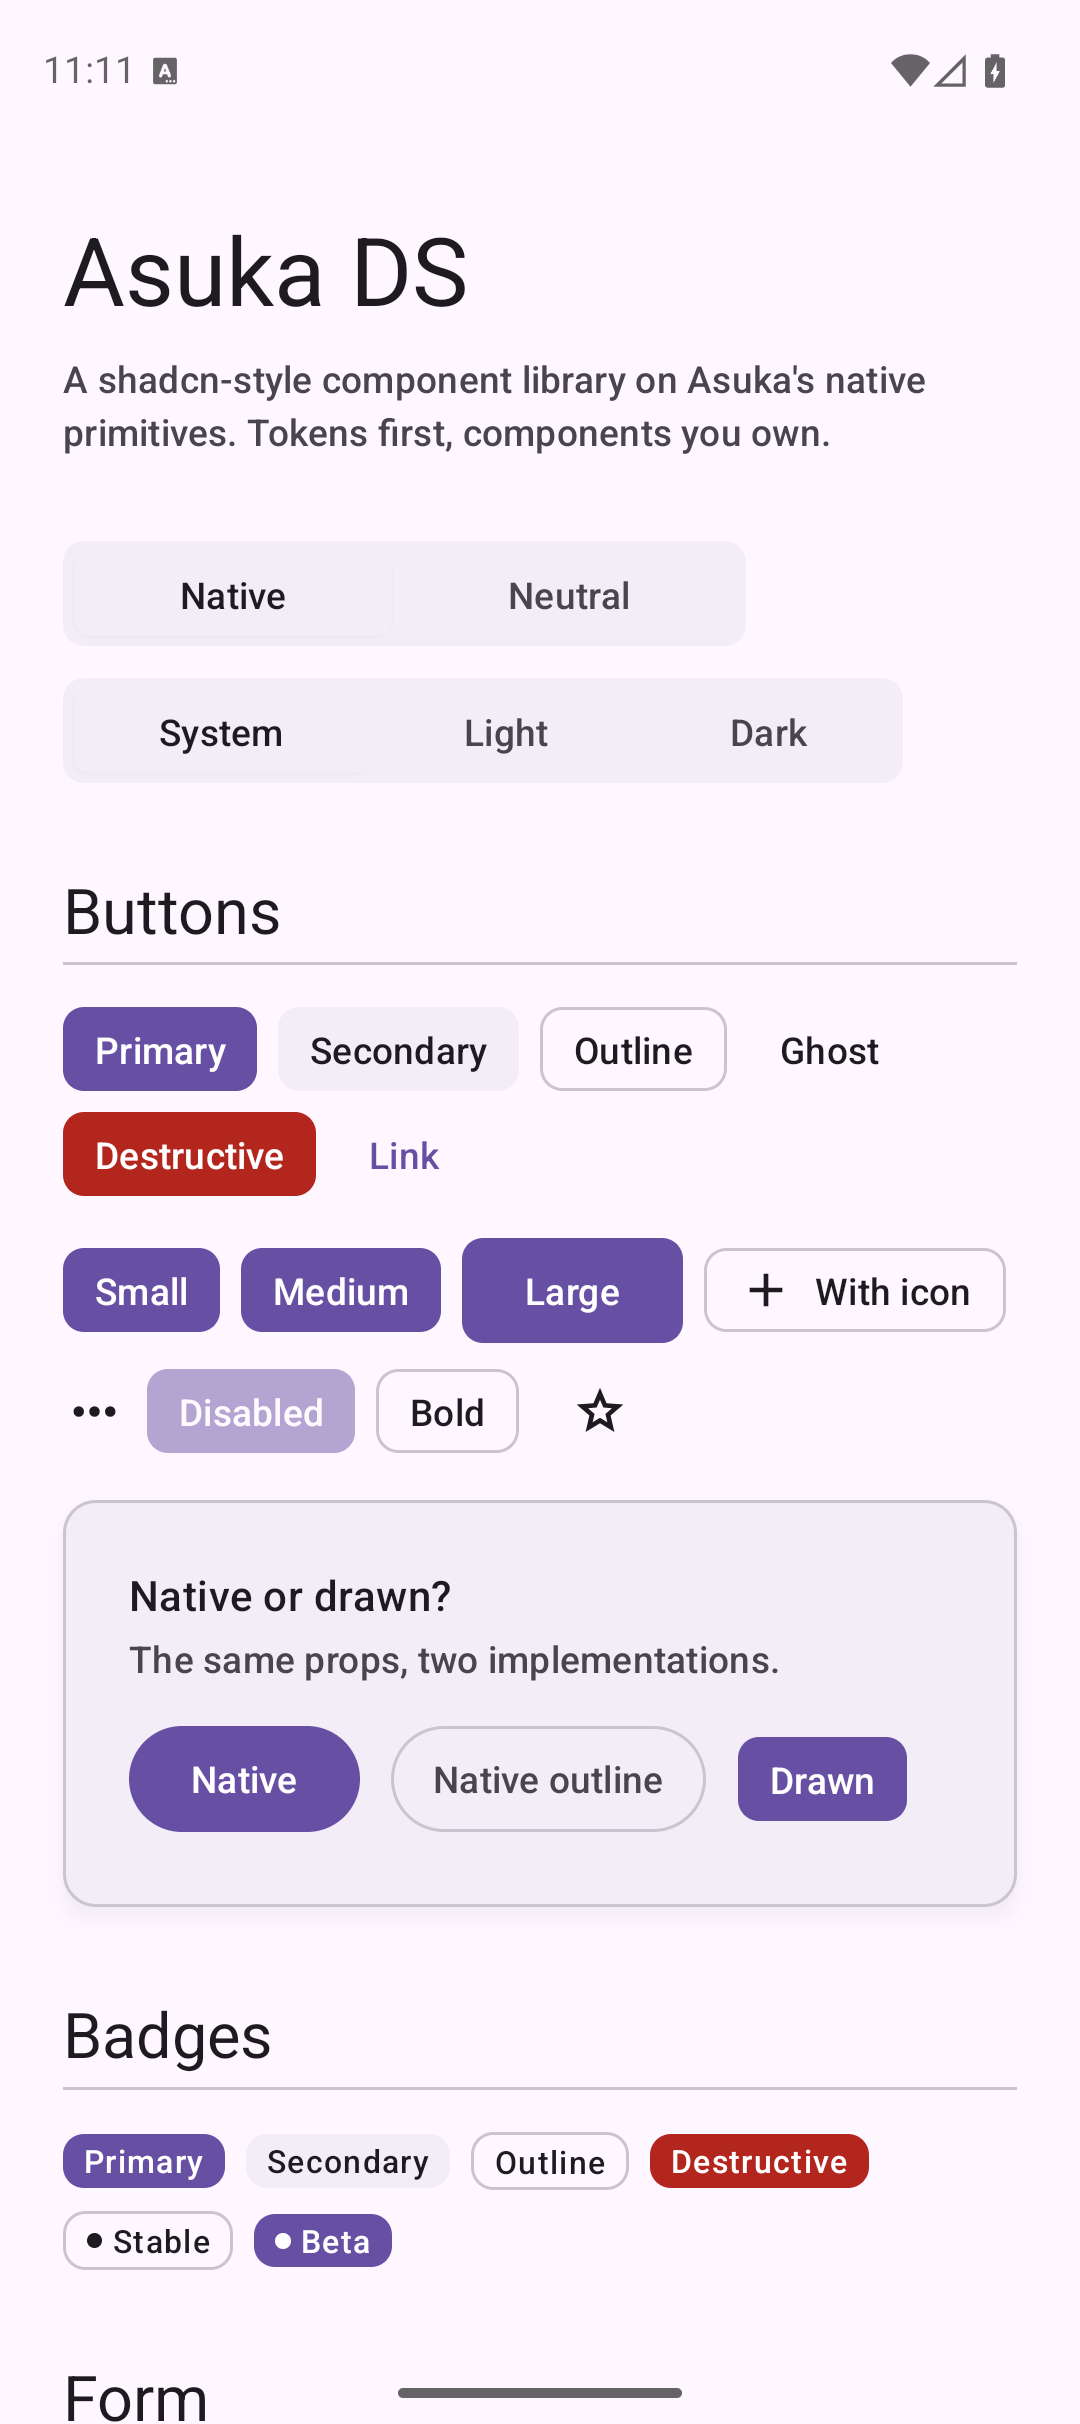 11:11
Asuka DS
A shadcn-style component library on Asuka's native
primitives. Tokens first, components you own.
Native Neutral
System Light Dark
Buttons
Primary Secondary Outline Ghost
Destructive Link
Small Medium Large With icon
Disabled Bold
Native or drawn?
The same props, two implementations.
Native Native outline Drawn
Badges
Primary Secondary Outline Destructive
Stable Beta
Form